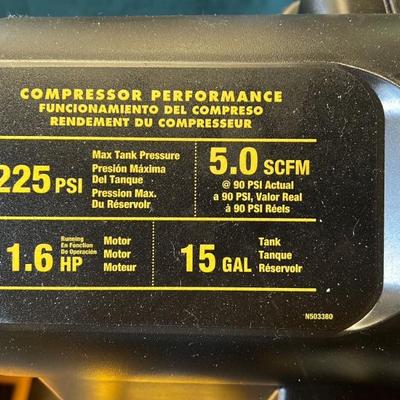 COMPRESSOR PERFORMANCE
FUNCIONAMIENTO DEL COMPRESO
RENDEMENT DU COMPRESSEUR
225 PSI
Max Tank Pressure
Presión Máxima
Del Tanque
Pression Max.
Du Réservoir
5.0 SCFM
@ 90 PSI Actual
a 90 PSI, Valor Real
à 90 PSI Réels
1.6 HP
Running
En Fonction
De Operación
Motor
Motor
Moteur
15 GAL
Tank
Tanque
Réservoir
N503380